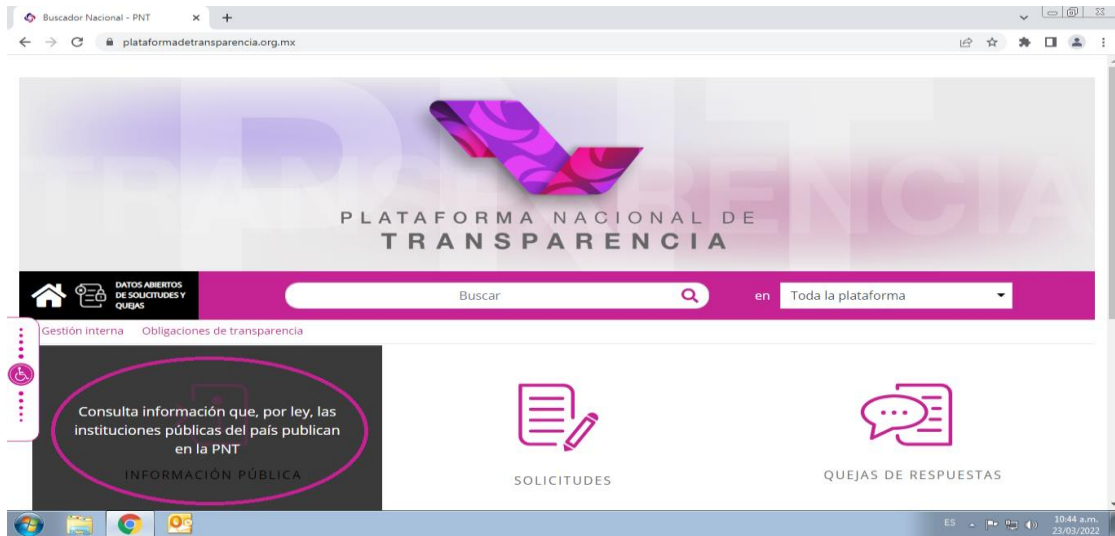 Buscador Nacional - PNT
plataformadetransparencia.org.mx
PNT
TRANSPARENCIA
PLATAFORMA NACIONAL DE
TRANSPARENCIA
DATOS ABIERTOS
DE SOLICITUDES Y
QUEJAS
Buscar
en
Toda la plataforma
Gestión interna Obligaciones de transparencia
Consulta información que, por ley, las
instituciones públicas del país publican
en la PNT
INFORMACIÓN PÚBLICA
SOLICITUDES
QUEJAS DE RESPUESTAS
ES
10:44 a.m.
23/03/2022